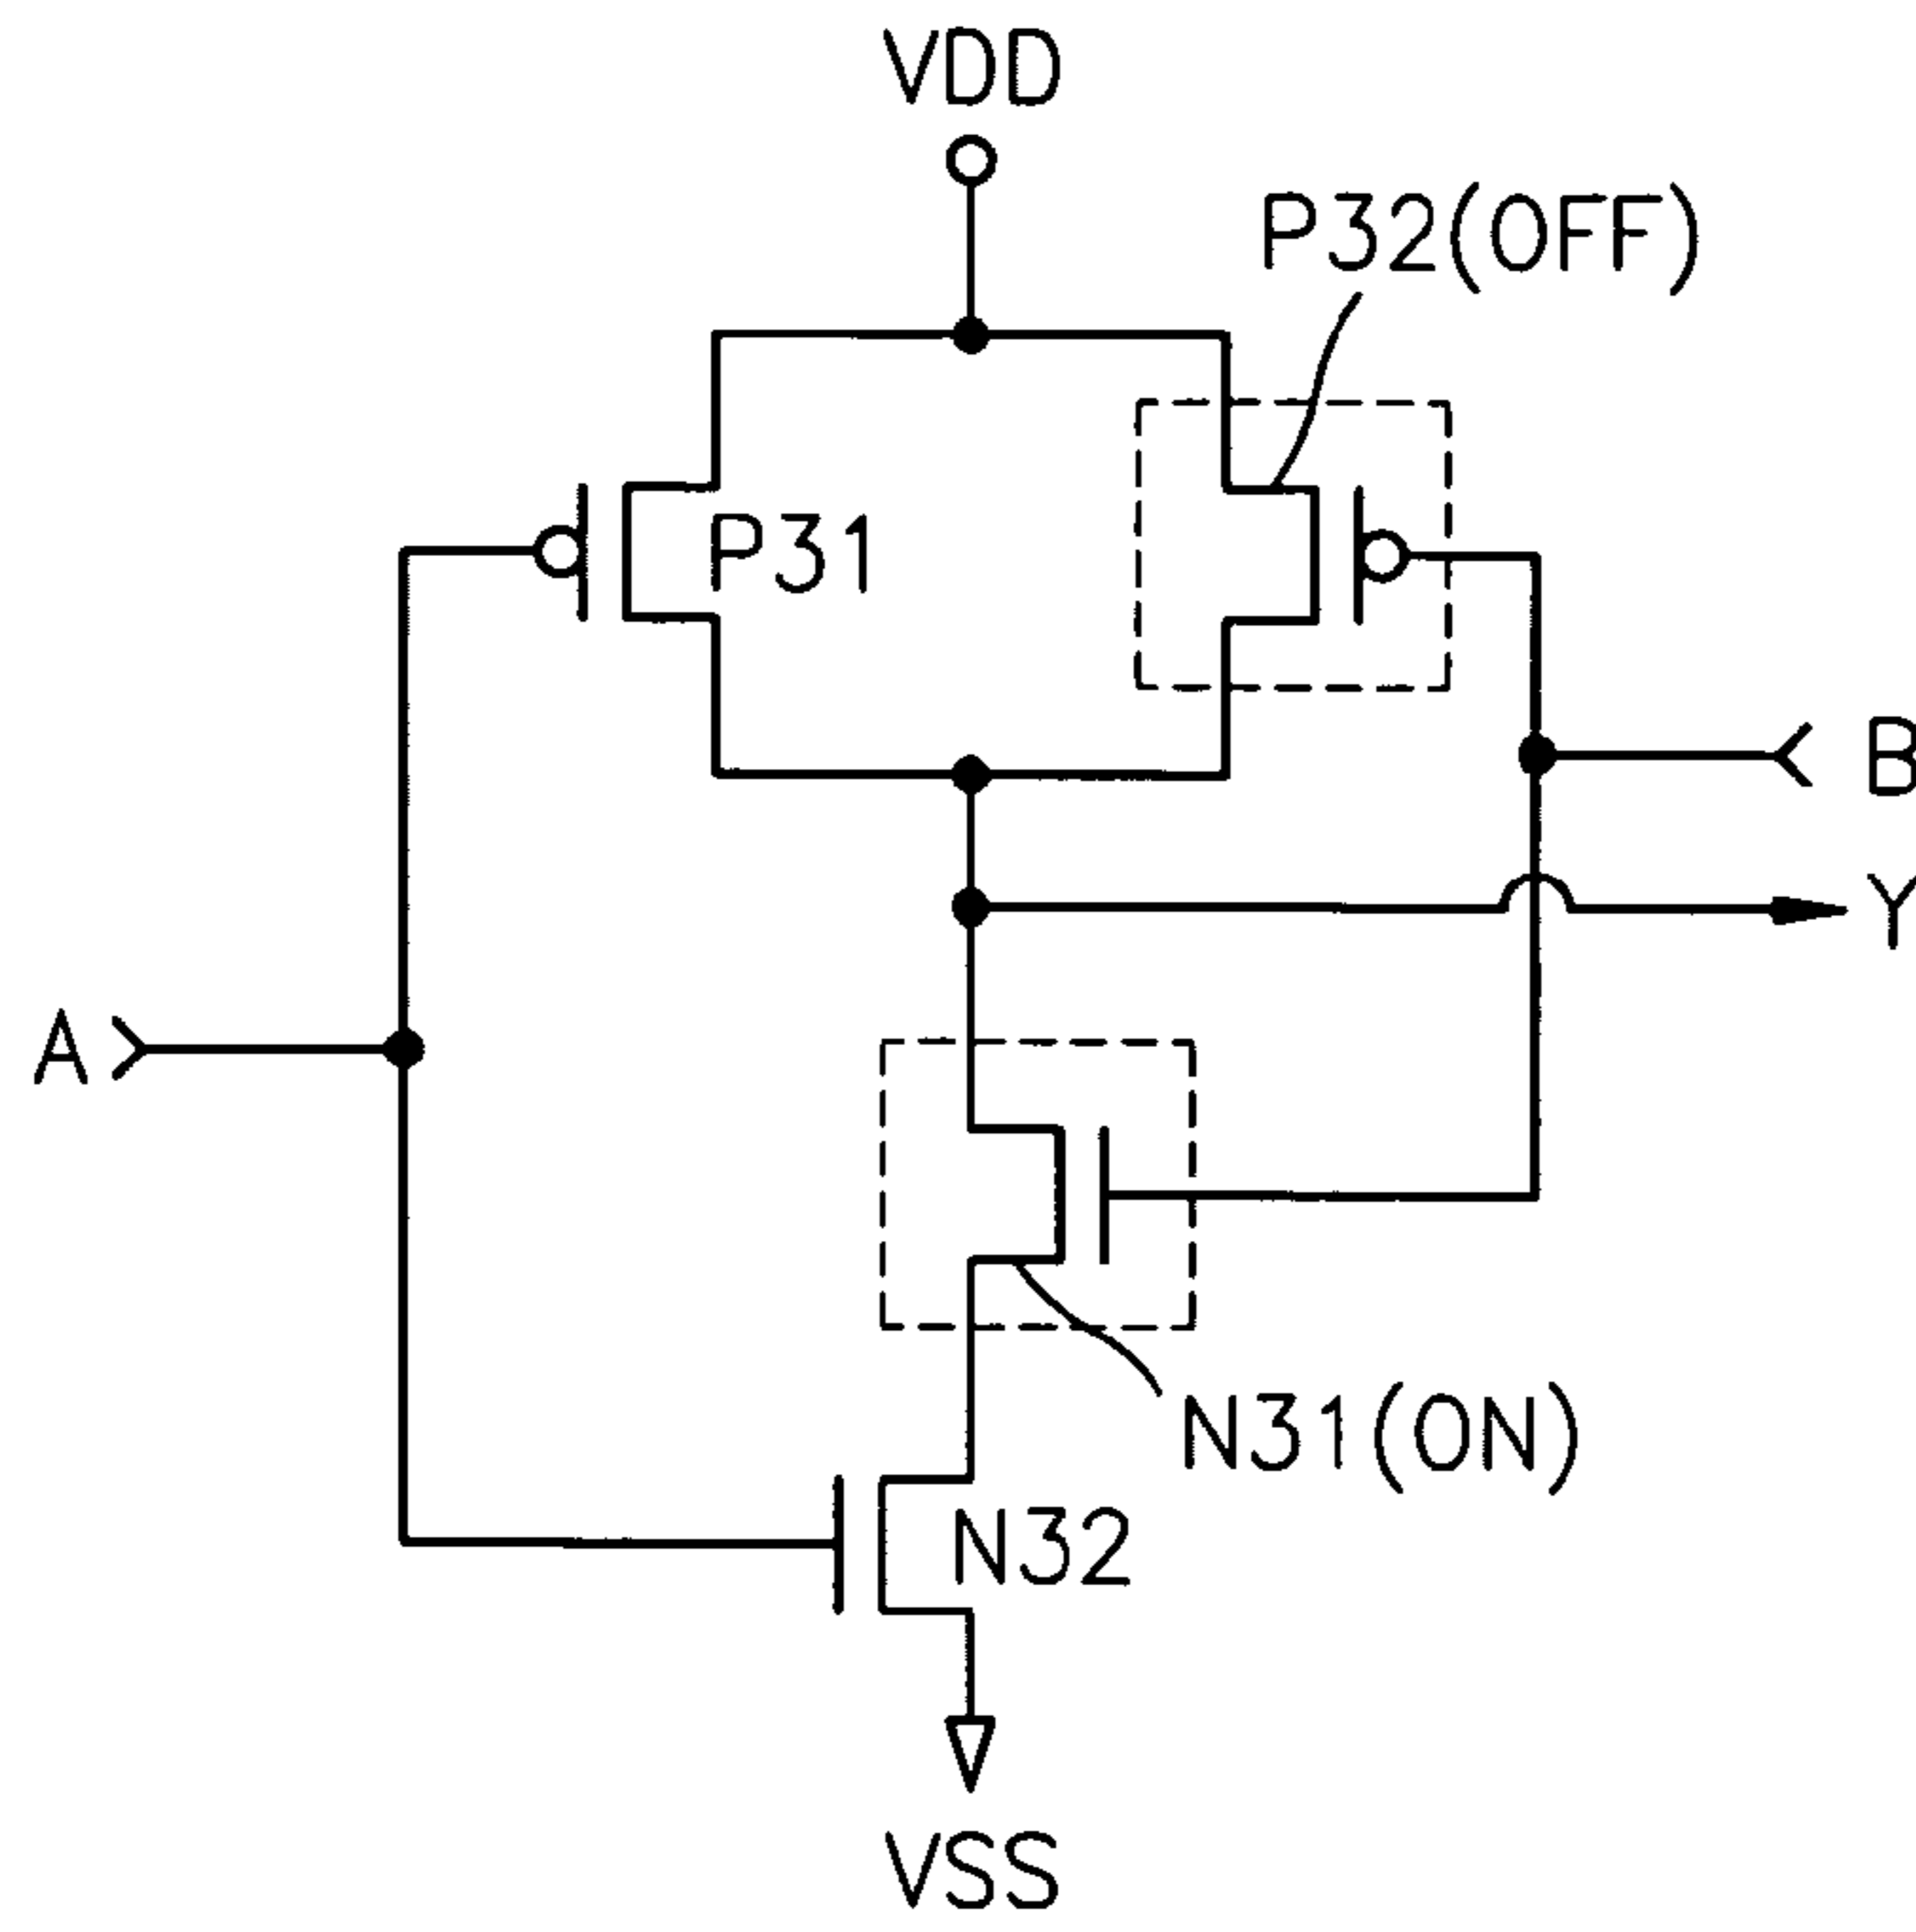 VDD
P32(OFF)
P31
B
Y
A
N31(ON)
N32
VSS